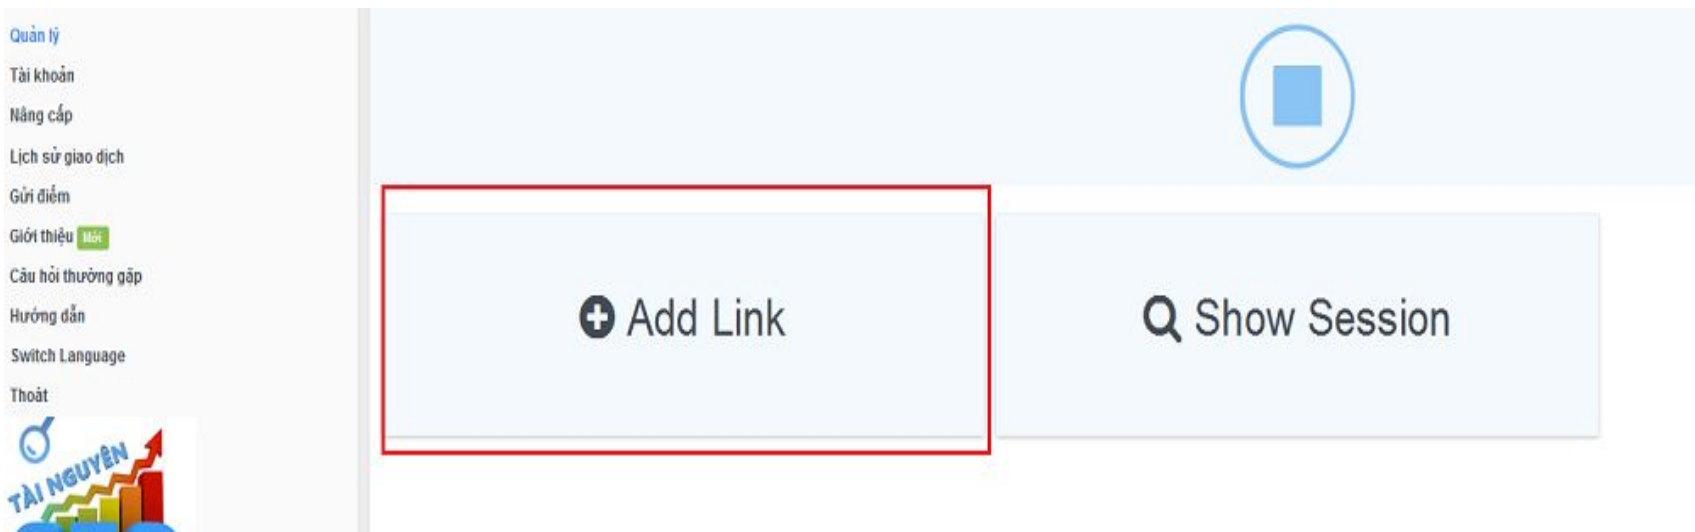 Quản lý
Tài khoản
Nâng cấp
Lịch sử giao dịch
Gửi điểm
Giới thiệu Mới
Câu hỏi thường gặp
Hướng dẫn
Switch Language
Thoát
TÀI NGUYÊN
Add Link
Show Session